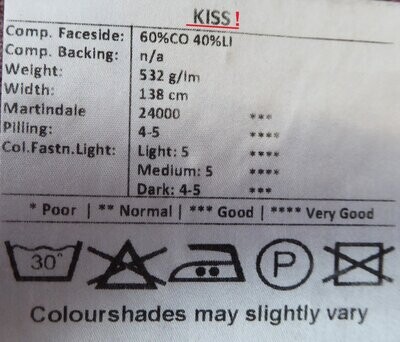 KISS!
Comp. Faceside: 60%CO 40%LI
Comp. Backing: n/a
Weight: 532 g/lm
Width: 138 cm
Martindale 24000 ***
Pilling: 4-5 ****
Col.Fastn.Light: Light: 5 ****
Medium: 5 ****
Dark: 4-5 ***
* Poor | ** Normal | *** Good | **** Very Good
30° P
Colourshades may slightly vary